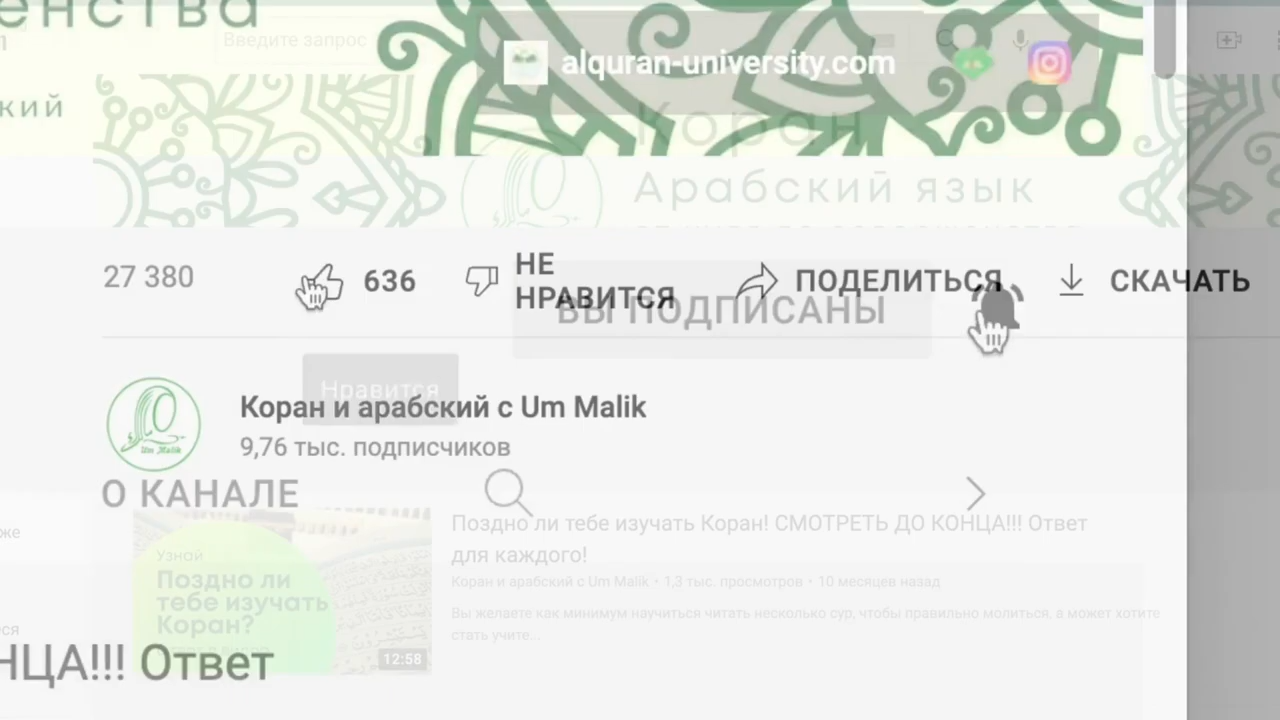 енства
Введите запрос
alquran-university.com
кий
Коран
Арабский язык
27 380
636
НЕ
НРАВИТСЯ
ПОДЕЛИТЬСЯ
СКАЧАТЬ
ВЫ ПОДПИСАНЫ
Нравится
Коран и арабский с Um Malik
9,76 тыс. подписчиков
Um Malik
О КАНАЛЕ
Поздно ли тебе изучать Коран! СМОТРЕТЬ ДО КОНЦА!!! Ответ
для каждого!
Коран и арабский с Um Malik • 1,3 тыс. просмотров • 10 месяцев назад
Вы желаете как минимум научиться читать несколько сур, чтобы правильно молиться, а может хотите
стать учите...
Узнай
Поздно ли
тебе изучать
Коран?
12:58
же
еся
НЦА!!! Ответ